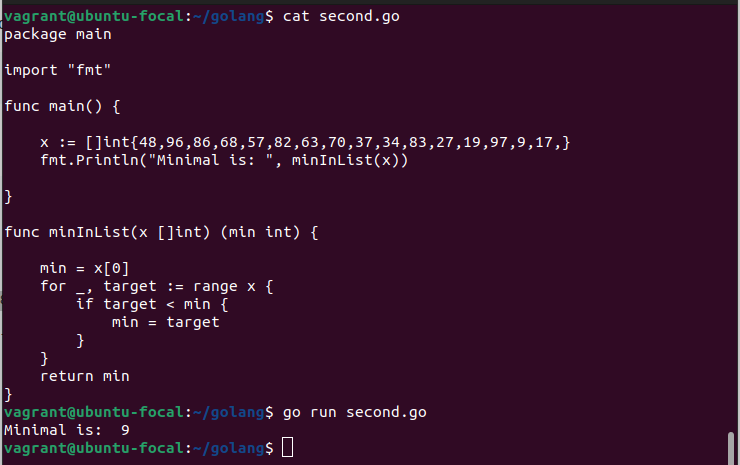 vagrant@ubuntu-focal:~/golang$ cat second.go
package main

import "fmt"

func main() {

    x := []int{48,96,86,68,57,82,63,70,37,34,83,27,19,97,9,17,}
    fmt.Println("Minimal is: ", minInList(x))

}

func minInList(x []int) (min int) {

    min = x[0]
    for _, target := range x {
        if target < min {
            min = target
        }
    }
    return min
}
vagrant@ubuntu-focal:~/golang$ go run second.go
Minimal is:  9
vagrant@ubuntu-focal:~/golang$